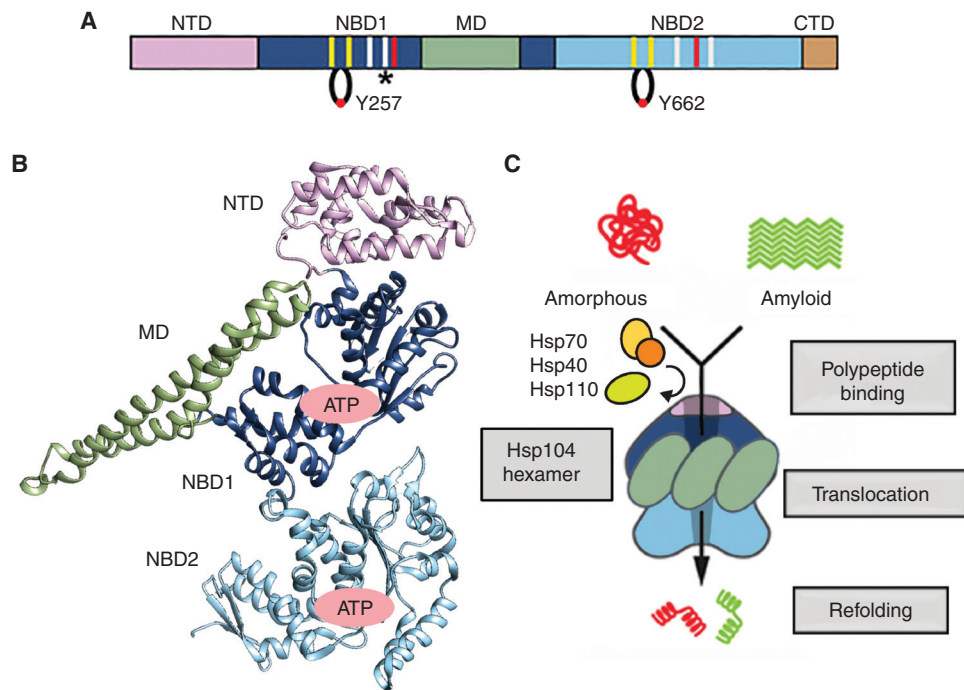 A
NTD NBD1 MD NBD2 CTD
*
Y257 Y662
B
NTD
MD
ATP
NBD1
NBD2
ATP
C
Amorphous Amyloid
Hsp70
Hsp40
Hsp110
Polypeptide
binding
Hsp104
hexamer
Translocation
Refolding